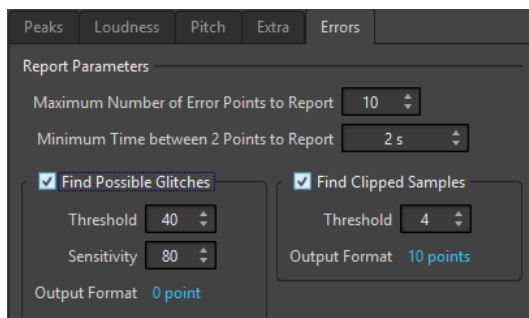 Peaks Loudness Pitch Extra Errors
Report Parameters
Maximum Number of Error Points to Report 10
Minimum Time between 2 Points to Report 2 s
Find Possible Glitches
Threshold 40
Sensitivity 80
Output Format 0 point
Find Clipped Samples
Threshold 4
Output Format 10 points